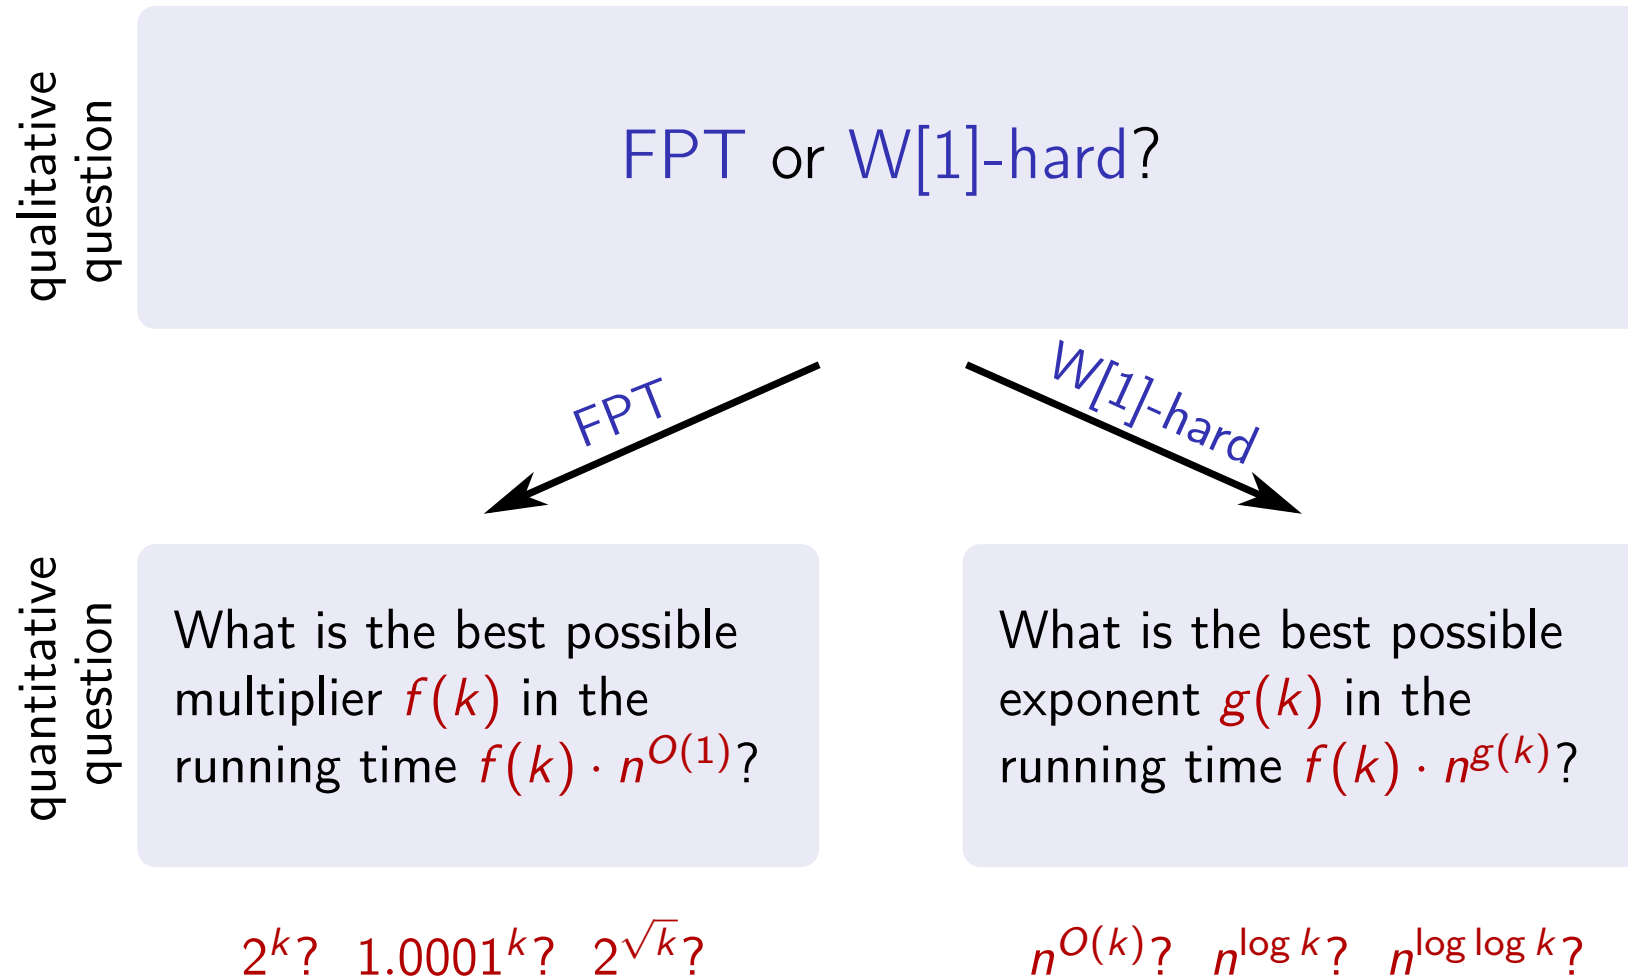 qualitative
question
FPT or W[1]-hard?
FPT
W[1]-hard
quantitative
question
What is the best possible
multiplier f(k) in the
running time f(k) · n^{O(1)}?
What is the best possible
exponent g(k) in the
running time f(k) · n^{g(k)}?
2^k? 1.0001^k? 2^{√k}?
n^{O(k)}? n^{log k}? n^{log log k}?